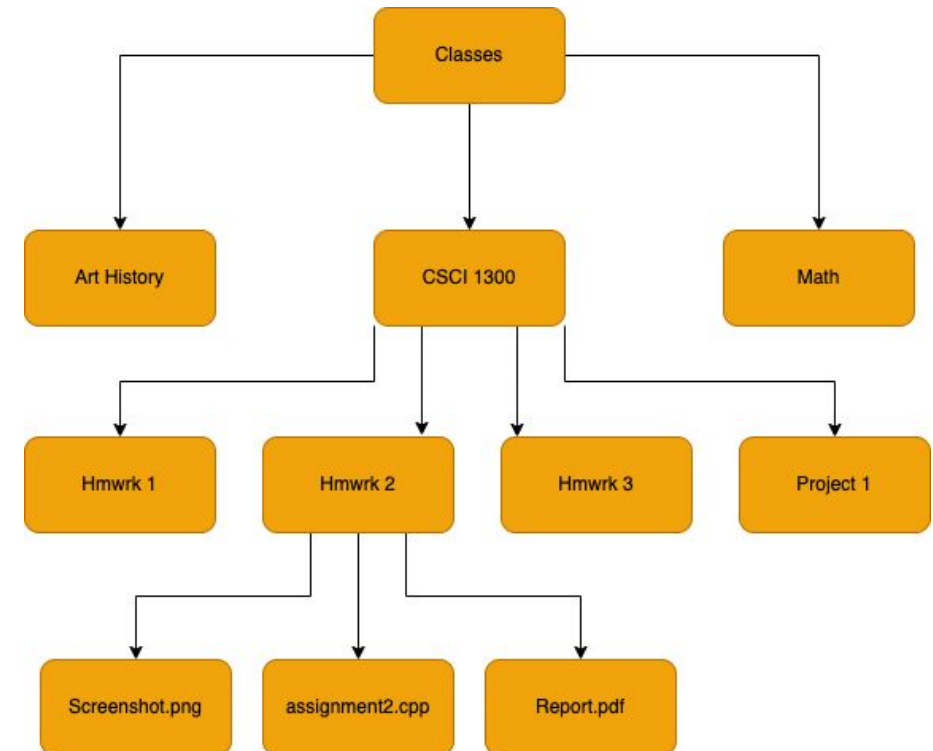 Classes
Art History
CSCI 1300
Math
Hmwrk 1
Hmwrk 2
Hmwrk 3
Project 1
Screenshot.png
assignment2.cpp
Report.pdf